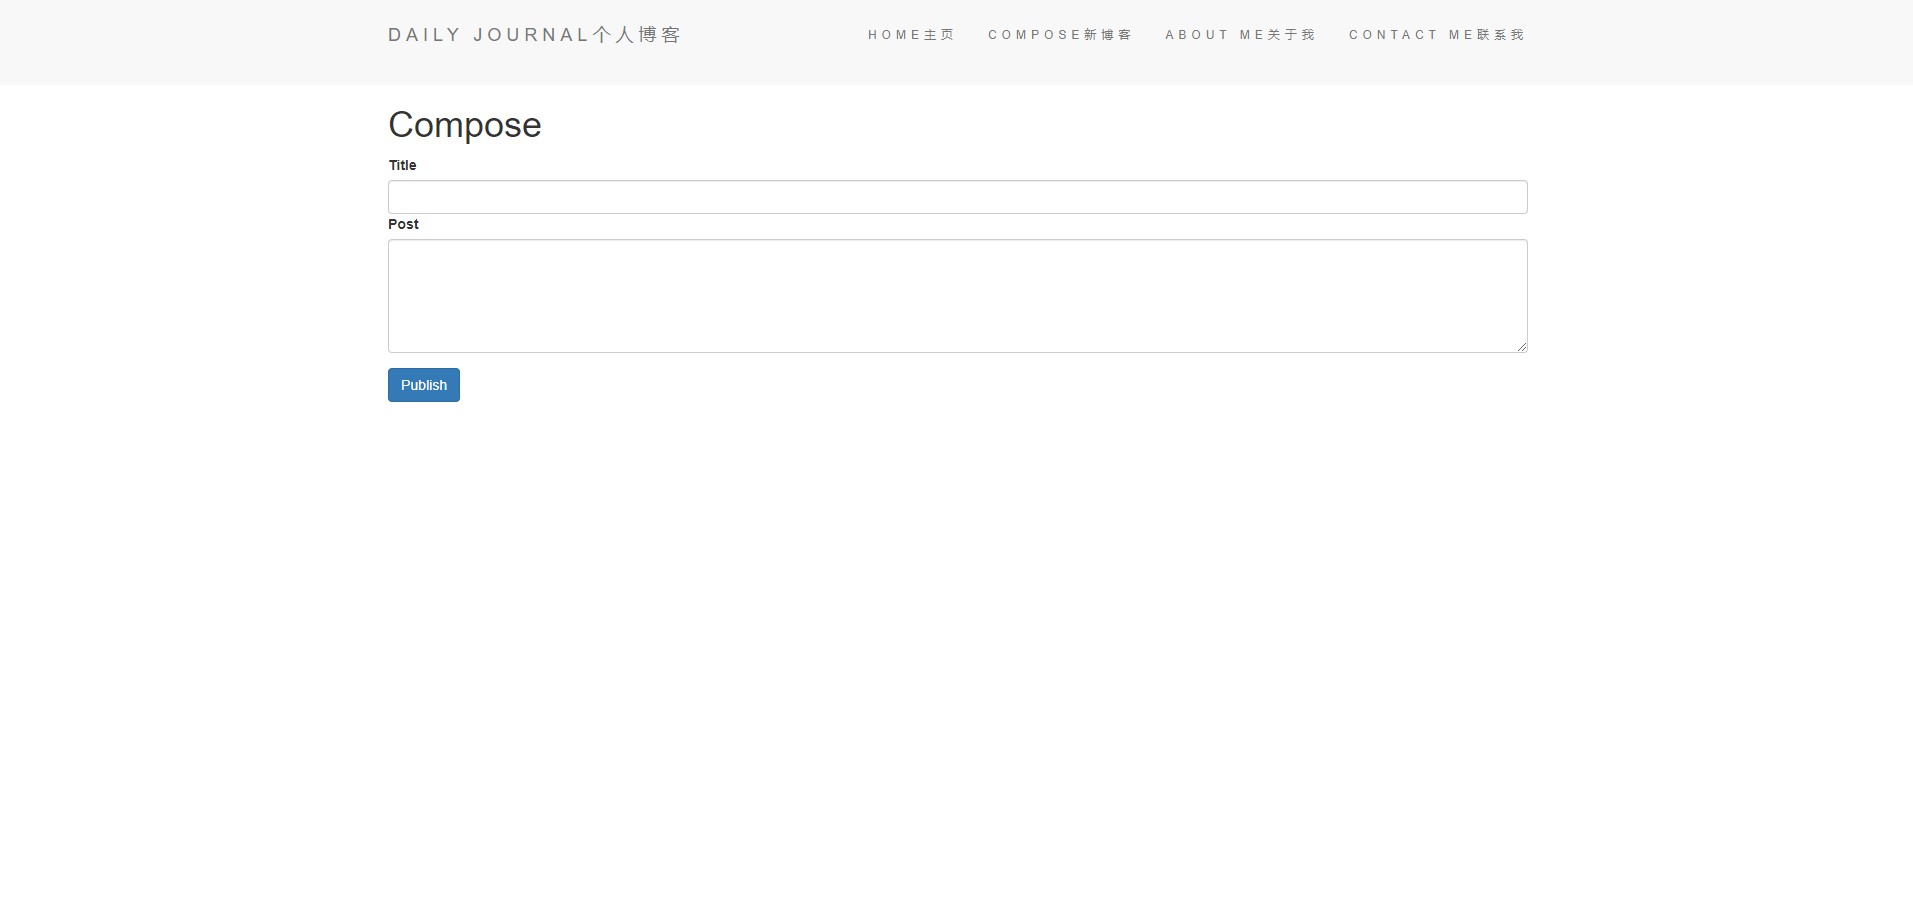 DAILY JOURNAL个人博客 HOME主页 COMPOSE新博客 ABOUT ME关于我 CONTACT ME联系我
Compose
Title
Post
Publish